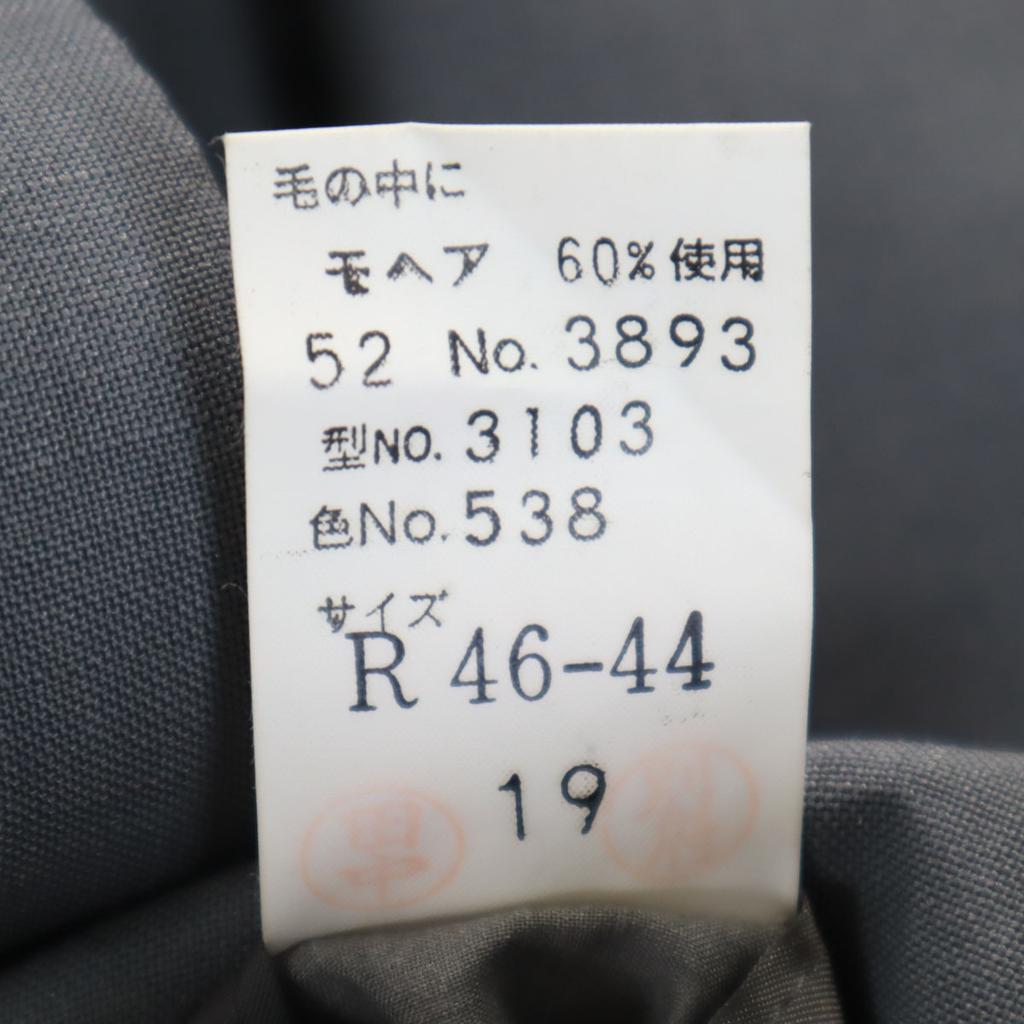 毛の中に
モヘア 60%使用
52 No. 3893
型NO. 3103
色No. 538
サイズ
R 46-44
19